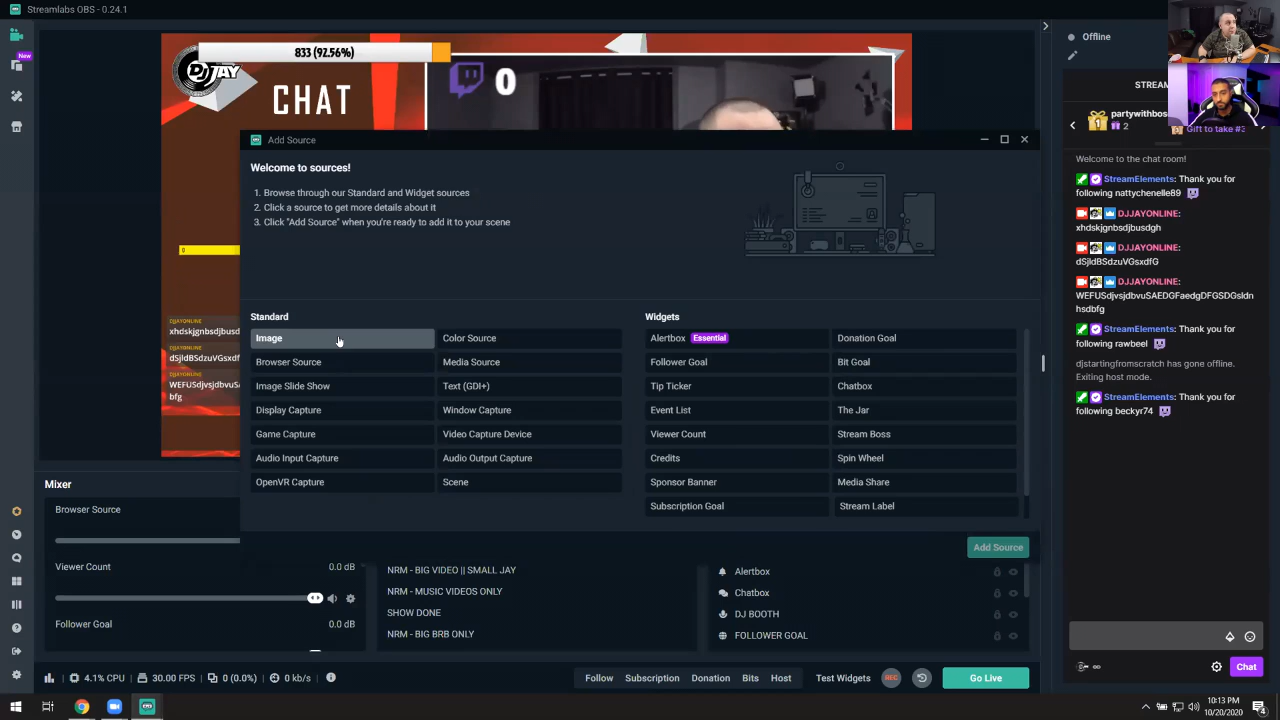 Streamlabs OBS - 0.24.1
New
833 (92.56%)
DJ JAY
CHAT
0
0
DJJAYONLINE
xhdskjgnbsdjbusd
DJJAYONLINE
dSjldBSdzuVGsxdf
DJJAYONLINE
WEFUSdjvsjdbvuS
bfg
Add Source
Welcome to sources!
1. Browse through our Standard and Widget sources
2. Click a source to get more details about it
3. Click "Add Source" when you're ready to add it to your scene
Standard
Image
Color Source
Browser Source
Media Source
Image Slide Show
Text (GDI+)
Display Capture
Window Capture
Game Capture
Video Capture Device
Audio Input Capture
Audio Output Capture
OpenVR Capture
Scene
Widgets
Alertbox Essential
Donation Goal
Follower Goal
Bit Goal
Tip Ticker
Chatbox
Event List
The Jar
Viewer Count
Stream Boss
Credits
Spin Wheel
Sponsor Banner
Media Share
Subscription Goal
Stream Label
Add Source
Mixer
Browser Source
Viewer Count
0.0 dB
Follower Goal
0.0 dB
NRM - BIG VIDEO || SMALL JAY
NRM - MUSIC VIDEOS ONLY
SHOW DONE
NRM - BIG BRB ONLY
Alertbox
Chatbox
DJ BOOTH
FOLLOWER GOAL
Offline
STREAM
partywithbos
2
Gift to take #
Welcome to the chat room!
StreamElements: Thank you for
following nattychenelle89
DJJAYONLINE:
xhdskjgnbsdjbusdgh
DJJAYONLINE:
dSjldBSdzuVGsxdfG
DJJAYONLINE:
WEFUSdjvsjdbvuSAEDGFaedgDFGSDGsldn
hsdbfg
StreamElements: Thank you for
following rawbeel
djstartingfromscratch has gone offline.
Exiting host mode.
StreamElements: Thank you for
following beckyr74
Chat
4.1% CPU
30.00 FPS
0 (0.0%)
0 kb/s
Follow
Subscription
Donation
Bits
Host
Test Widgets
REC
Go Live
10:13 PM
10/20/2020
4